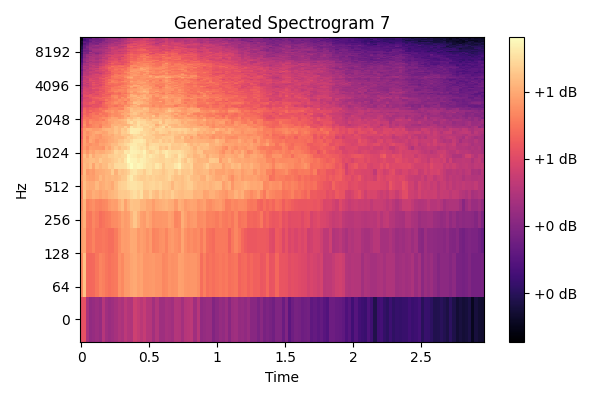 Generated Spectrogram 7
8192
4096
2048
1024
512
256
128
64
0
Hz
0
0.5
1
1.5
2
2.5
Time
+1 dB
+1 dB
+0 dB
+0 dB